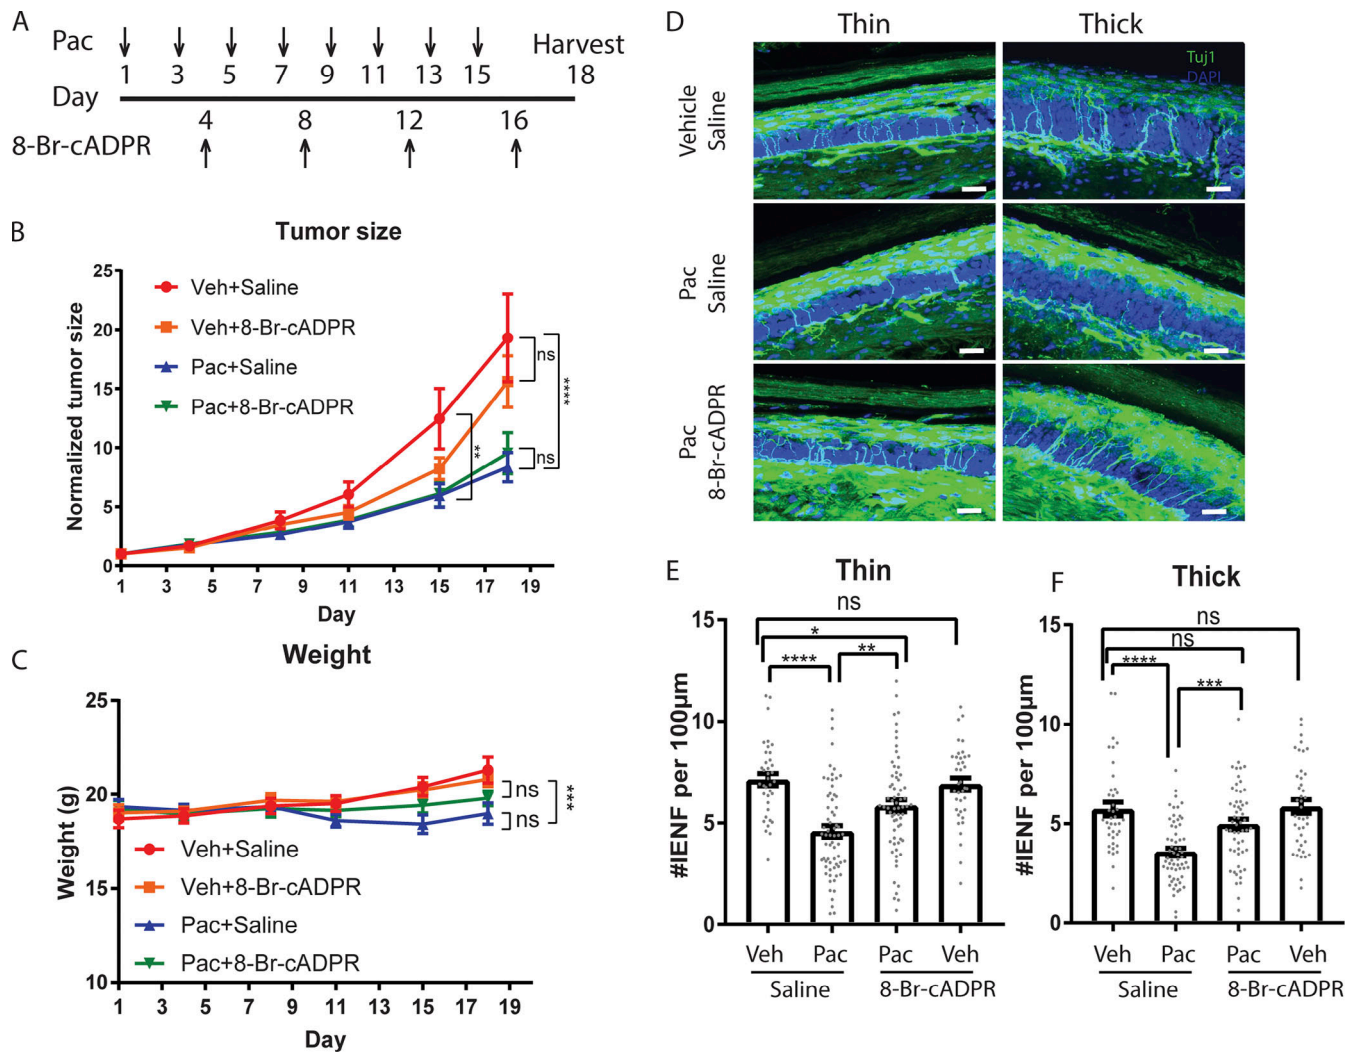 A
Pac
Harvest
1 3 5 7 9 11 13 15 18
Day
4 8 12 16
8-Br-cADPR
B
Tumor size
Normalized tumor size
25
20
15
10
5
0
Veh+Saline
Veh+8-Br-cADPR
Pac+Saline
Pac+8-Br-cADPR
ns
****
**
ns
1 3 5 7 9 11 13 15 17 19
Day
C
Weight
Weight (g)
25
20
15
10
ns
***
ns
Veh+Saline
Veh+8-Br-cADPR
Pac+Saline
Pac+8-Br-cADPR
1 3 5 7 9 11 13 15 17 19
Day
D
Thin Thick
Tuj1
DAPI
Vehicle
Saline
Pac
Saline
Pac
8-Br-cADPR
E
Thin
#IENF per 100µm
15
10
5
0
ns
*
****
**
Veh Pac Pac Veh
Saline 8-Br-cADPR
F
Thick
#IENF per 100µm
15
10
5
0
ns
ns
****
***
Veh Pac Pac Veh
Saline 8-Br-cADPR